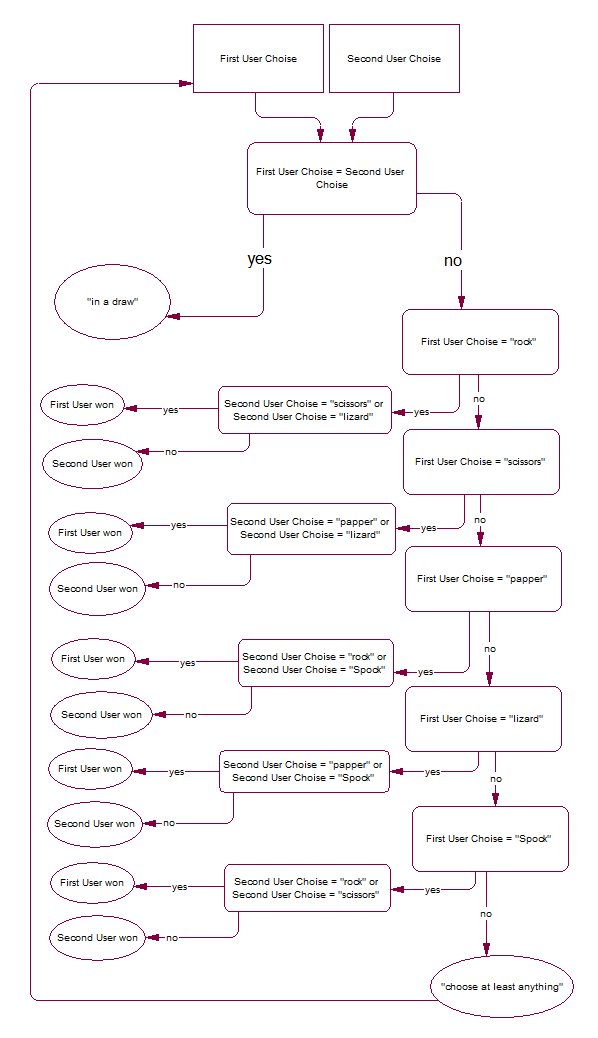 First User Choise
Second User Choise
First User Choise = Second User
Choise
yes
no
"in a draw"
First User Choise = "rock"
First User won
yes
Second User Choise = "scissors" or
Second User Choise = "lizard"
yes
no
Second User won
no
First User Choise = "scissors"
First User won
yes
Second User Choise = "papper" or
Second User Choise = "lizard"
yes
no
Second User won
no
First User Choise = "papper"
First User won
yes
Second User Choise = "rock" or
Second User Choise = "Spock"
yes
no
Second User won
no
First User Choise = "lizard"
First User won
yes
Second User Choise = "papper" or
Second User Choise = "Spock"
yes
no
Second User won
no
First User Choise = "Spock"
First User won
yes
Second User Choise = "rock" or
Second User Choise = "scissors"
yes
no
Second User won
no
"choose at least anything"